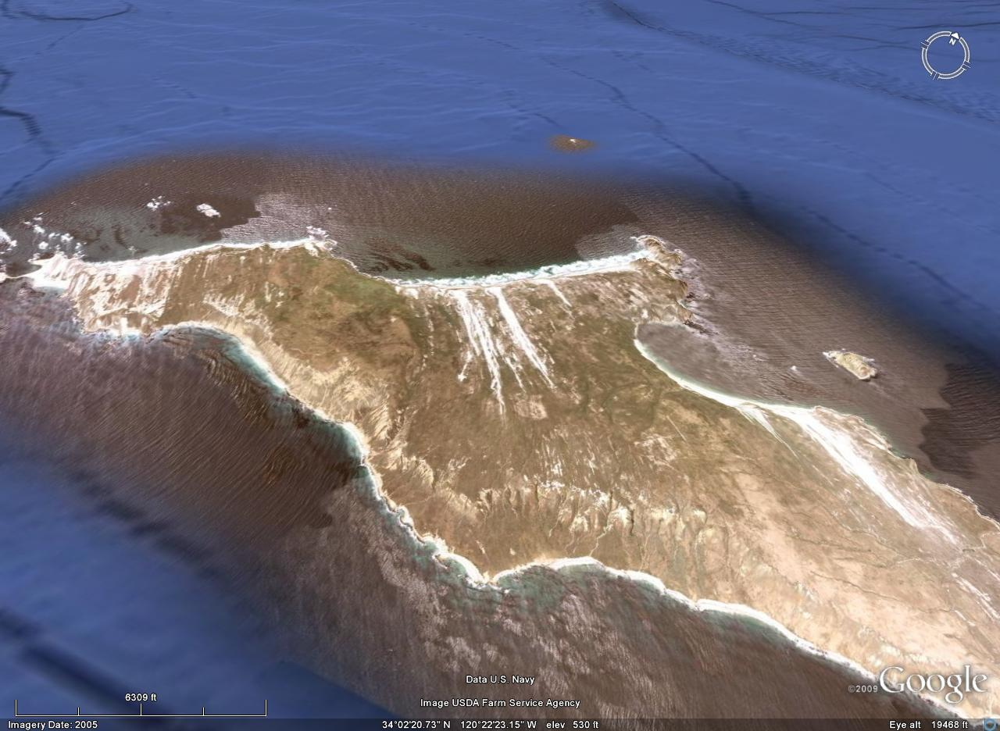 N
Data U.S. Navy
©2009 Google
6309 ft
Image USDA Farm Service Agency
Imagery Date: 2005 34°02'20.73" N 120°22'23.15" W elev 530 ft Eye alt 19468 ft